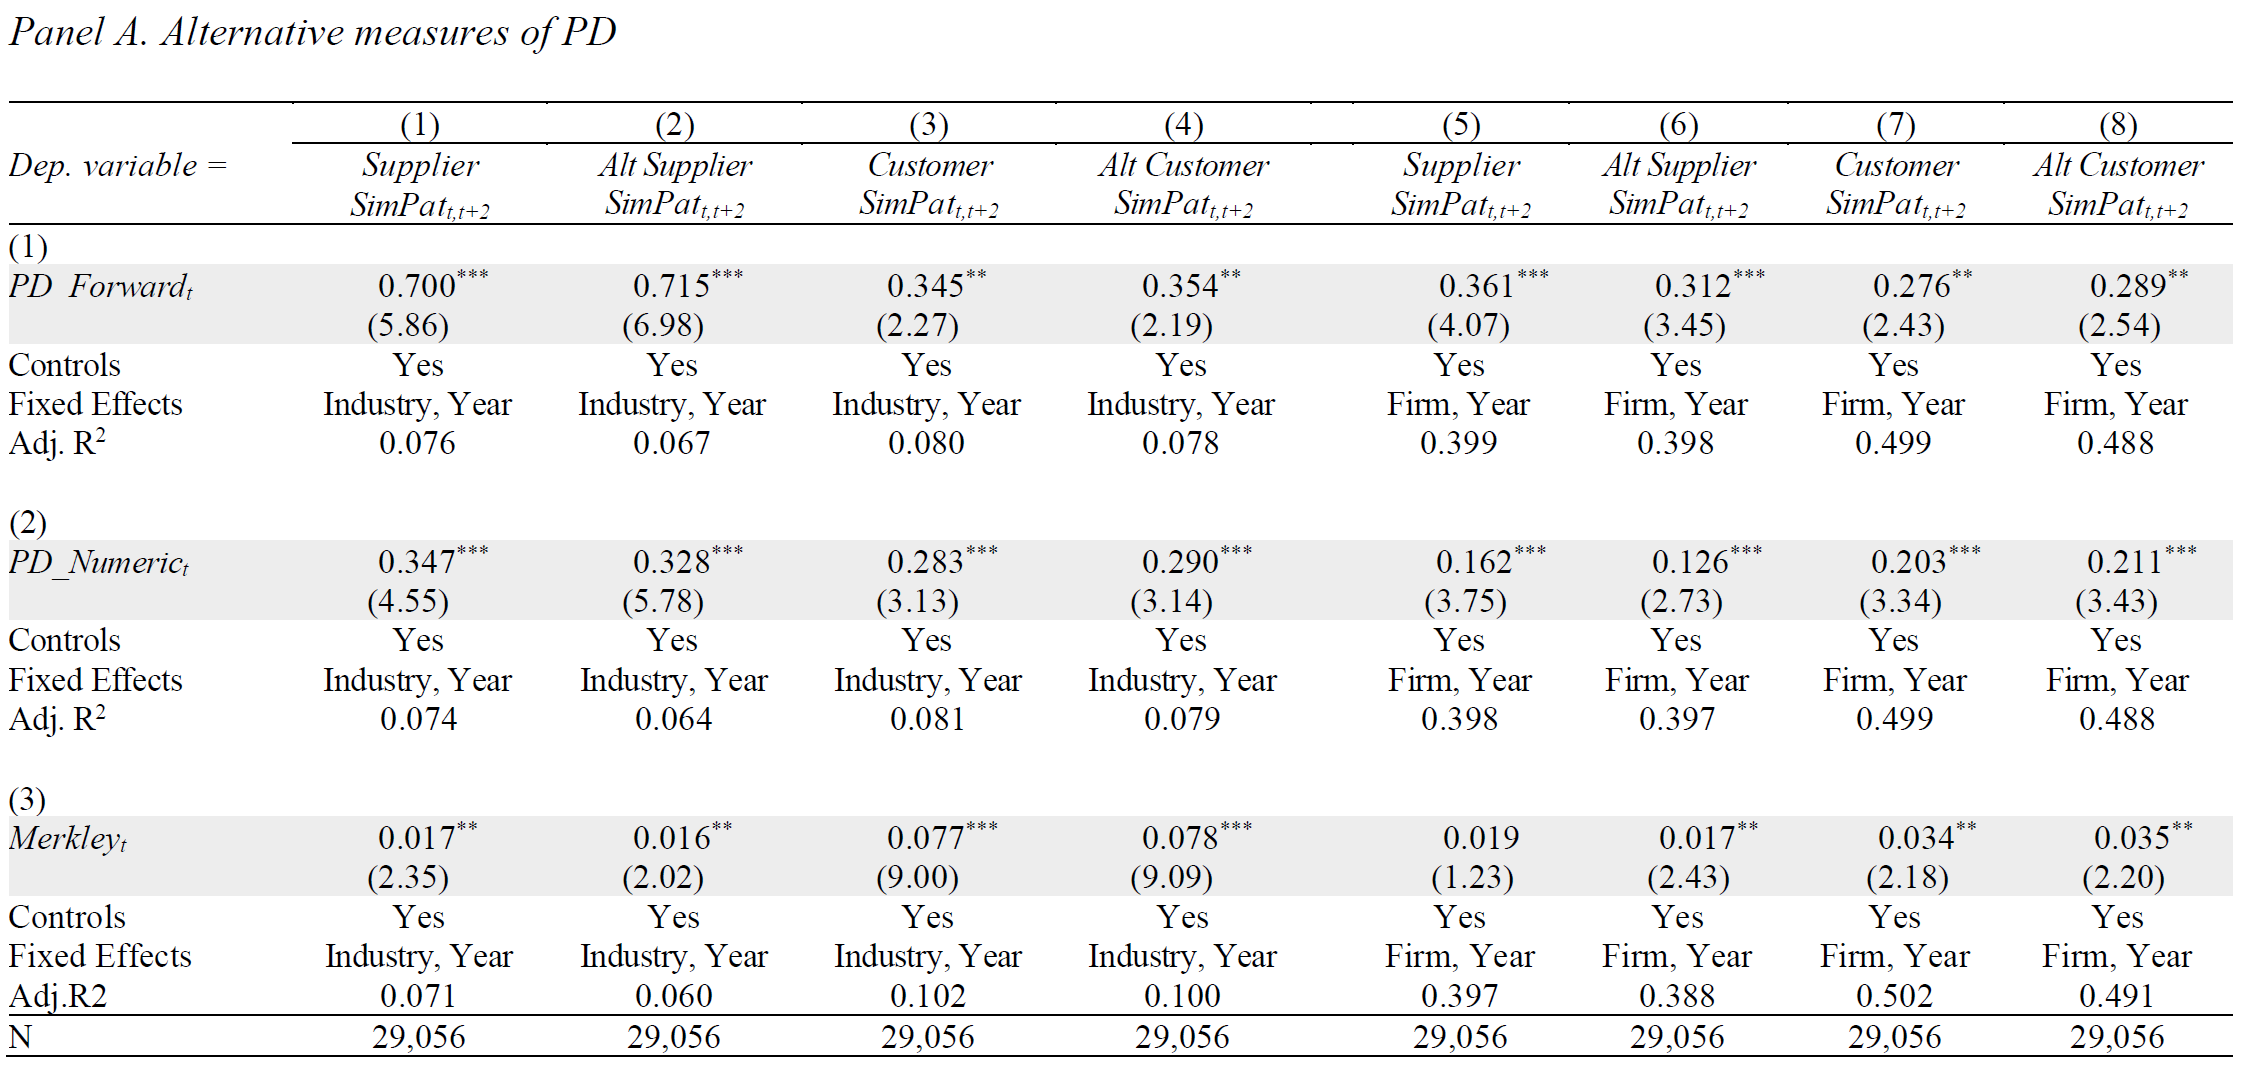 Panel A. Alternative measures of PD
(1) (2) (3) (4) (5) (6) (7) (8)
Dep. variable = Supplier Alt Supplier Customer Alt Customer Supplier Alt Supplier Customer Alt Customer
SimPatt,t+2 SimPatt,t+2 SimPatt,t+2 SimPatt,t+2 SimPatt,t+2 SimPatt,t+2 SimPatt,t+2 SimPatt,t+2
(1)
PD Forwardt 0.700*** 0.715*** 0.345** 0.354** 0.361*** 0.312*** 0.276** 0.289**
(5.86) (6.98) (2.27) (2.19) (4.07) (3.45) (2.43) (2.54)
Controls Yes Yes Yes Yes Yes Yes Yes Yes
Fixed Effects Industry, Year Industry, Year Industry, Year Industry, Year Firm, Year Firm, Year Firm, Year Firm, Year
Adj. R2 0.076 0.067 0.080 0.078 0.399 0.398 0.499 0.488
(2)
PD_Numerict 0.347*** 0.328*** 0.283*** 0.290*** 0.162*** 0.126*** 0.203*** 0.211***
(4.55) (5.78) (3.13) (3.14) (3.75) (2.73) (3.34) (3.43)
Controls Yes Yes Yes Yes Yes Yes Yes Yes
Fixed Effects Industry, Year Industry, Year Industry, Year Industry, Year Firm, Year Firm, Year Firm, Year Firm, Year
Adj. R2 0.074 0.064 0.081 0.079 0.398 0.397 0.499 0.488
(3)
Merkleyt 0.017** 0.016** 0.077*** 0.078*** 0.019 0.017** 0.034** 0.035**
(2.35) (2.02) (9.00) (9.09) (1.23) (2.43) (2.18) (2.20)
Controls Yes Yes Yes Yes Yes Yes Yes Yes
Fixed Effects Industry, Year Industry, Year Industry, Year Industry, Year Firm, Year Firm, Year Firm, Year Firm, Year
Adj.R2 0.071 0.060 0.102 0.100 0.397 0.388 0.502 0.491
N 29,056 29,056 29,056 29,056 29,056 29,056 29,056 29,056